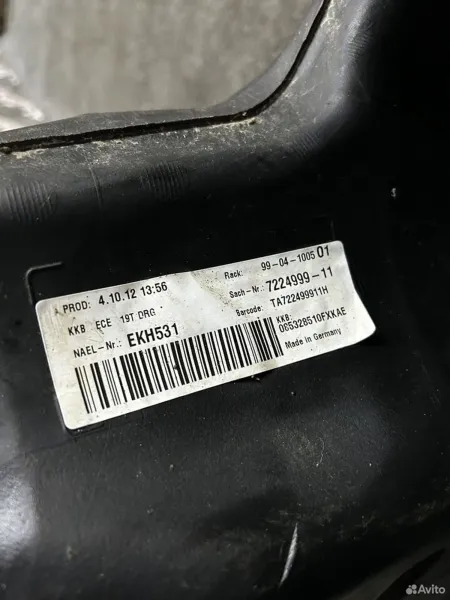 PROD: 4.10.12 13:56
Rack: 99-04-1005 01
KKB ECE 19T DRG
Sach-Nr.: 7224999-11
NAEL-Nr.: EKH531
Barcode: TA722499911H
KKB:
065328510FXKAE
Made in Germany
Avito